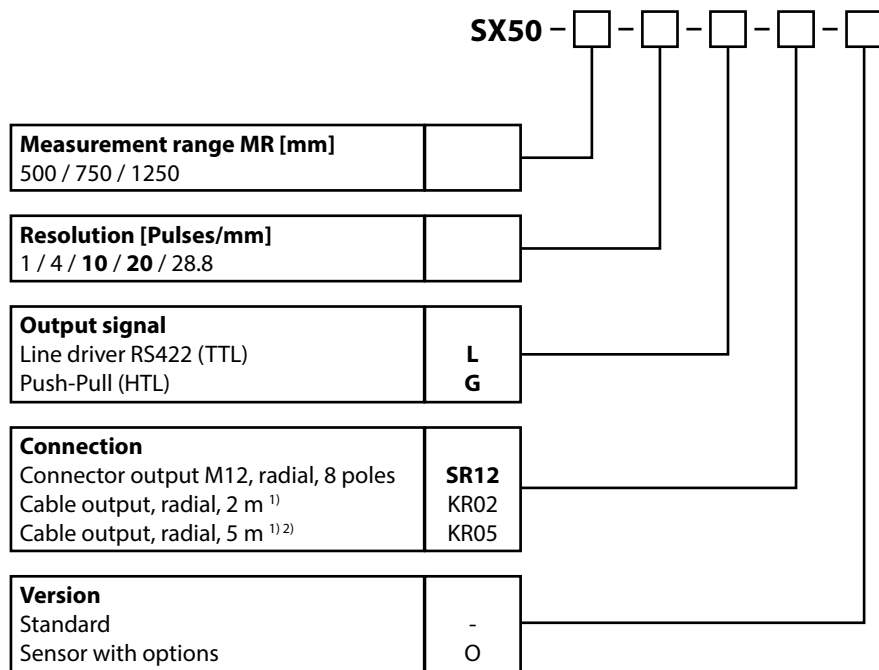 SX50 – – – – –
Measurement range MR [mm]
500 / 750 / 1250
Resolution [Pulses/mm]
1 / 4 / 10 / 20 / 28.8
Output signal
Line driver RS422 (TTL) L
Push-Pull (HTL) G
Connection
Connector output M12, radial, 8 poles SR12
Cable output, radial, 2 m 1) KR02
Cable output, radial, 5 m 1) 2) KR05
Version
Standard -
Sensor with options O